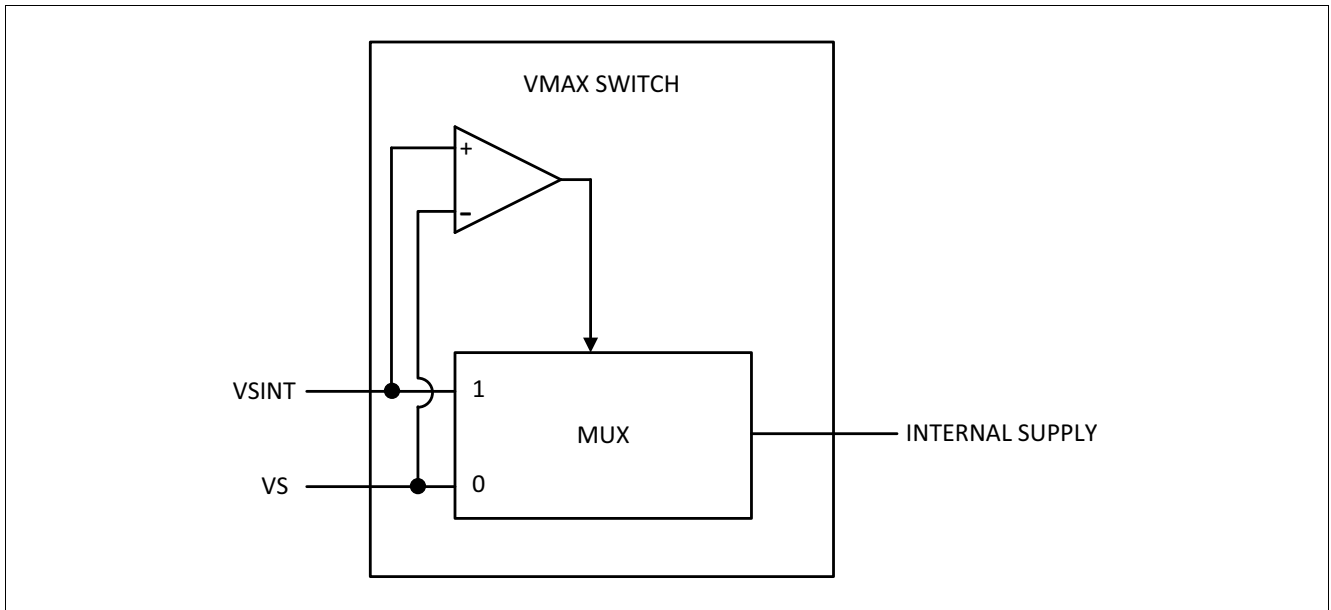 VMAX SWITCH
+
-
VSINT
1
MUX
INTERNAL SUPPLY
VS
0